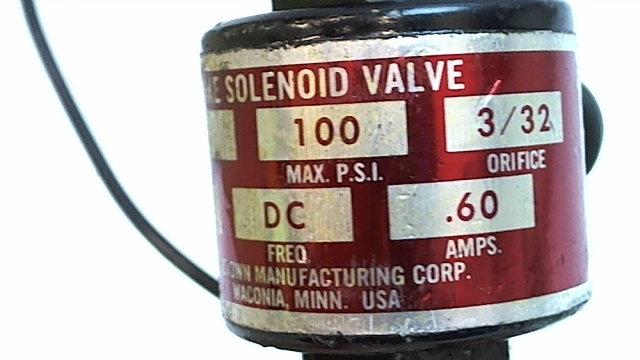 SOLENOID VALVE
100 3/32
MAX. P.S.I. ORIFICE
DC .60
FREQ. AMPS.
MANUFACTURING CORP.
WACONIA, MINN. USA